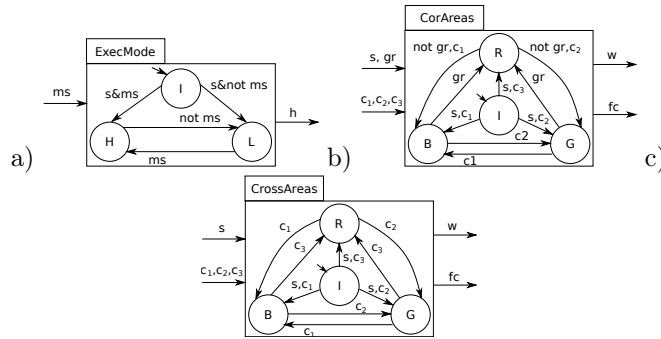 ExecMode
ms
s&ms
I
s&not ms
not ms
H
L
ms
h
a)
CorAreas
s, gr
c1,c2,c3
not gr,c1
R
not gr,c2
gr
s,c3
gr
I
s,c1
s,c2
B
c2
G
c1
w
fc
b)
c)
CrossAreas
s
c1,c2,c3
c1
R
c2
c3
c3
s,c3
I
s,c1
s,c2
B
c2
G
c1
w
fc